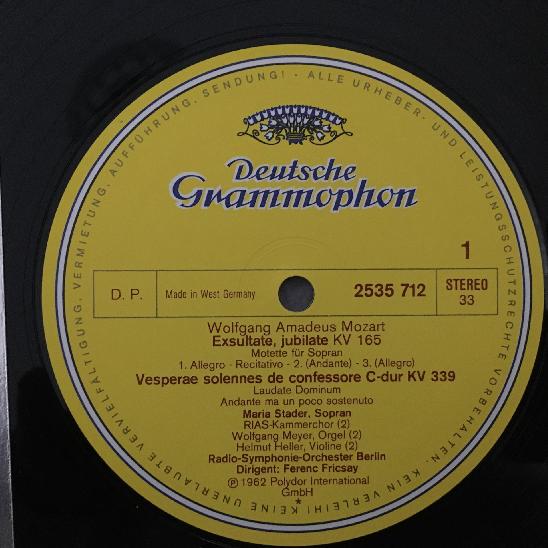 KEINE UNERLAUBTE VERVIELFÄLTIGUNG, VERMIETUNG, AUFFÜHRUNG, SENDUNG! - ALLE URHEBER- UND LEISTUNGSSCHUTZRECHTE VORBEHALTEN. KEIN VERLEIH!
Deutsche
Grammophon
1
D. P. Made in West Germany 2535 712 STEREO
33
Wolfgang Amadeus Mozart
Exsultate, jubilate KV 165
Motette für Sopran
1. Allegro - Recitativo - 2. (Andante) - 3. (Allegro)
Vesperae solennes de confessore C-dur KV 339
Laudate Dominum
Andante ma un poco sostenuto
Maria Stader, Sopran
RIAS-Kammerchor (2)
Wolfgang Meyer, Orgel (2)
Helmut Heller, Violine (2)
Radio-Symphonie-Orchester Berlin
Dirigent: Ferenc Fricsay
℗ 1962 Polydor International
GmbH
*